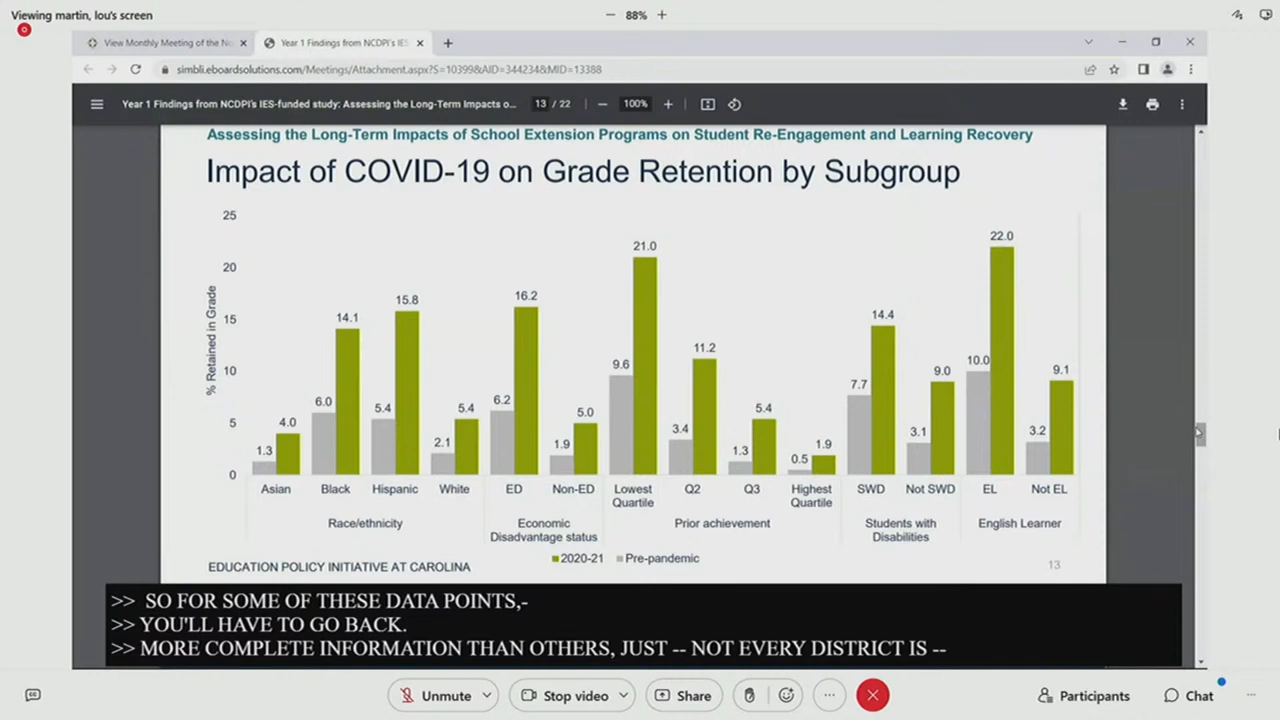 Viewing martin, lou's screen
88%
View Monthly Meeting of the No
Year 1 Findings from NCDPI's IES
simbli.eboardsolutions.com/Meetings/Attachment.aspx?S=10399&AID=344234&MID=13388
Year 1 Findings from NCDPI's IES-funded study: Assessing the Long-Term Impacts o...
13 / 22
100%
Assessing the Long-Term Impacts of School Extension Programs on Student Re-Engagement and Learning Recovery
Impact of COVID-19 on Grade Retention by Subgroup
% Retained in Grade
25
20
15
10
5
0
1.3 4.0 6.0 14.1 5.4 15.8 2.1 5.4 6.2 16.2 1.9 5.0 9.6 21.0 3.4 11.2 1.3 5.4 0.5 1.9 7.7 14.4 3.1 9.0 10.0 22.0 3.2 9.1
Asian Black Hispanic White ED Non-ED Lowest Quartile Q2 Q3 Highest Quartile SWD Not SWD EL Not EL
Race/ethnicity
Economic Disadvantage status
Prior achievement
Students with Disabilities
English Learner
2020-21 Pre-pandemic
EDUCATION POLICY INITIATIVE AT CAROLINA
13
>> SO FOR SOME OF THESE DATA POINTS,-
>> YOU'LL HAVE TO GO BACK.
>> MORE COMPLETE INFORMATION THAN OTHERS, JUST -- NOT EVERY DISTRICT IS --
Unmute
Stop video
Share
Participants
Chat